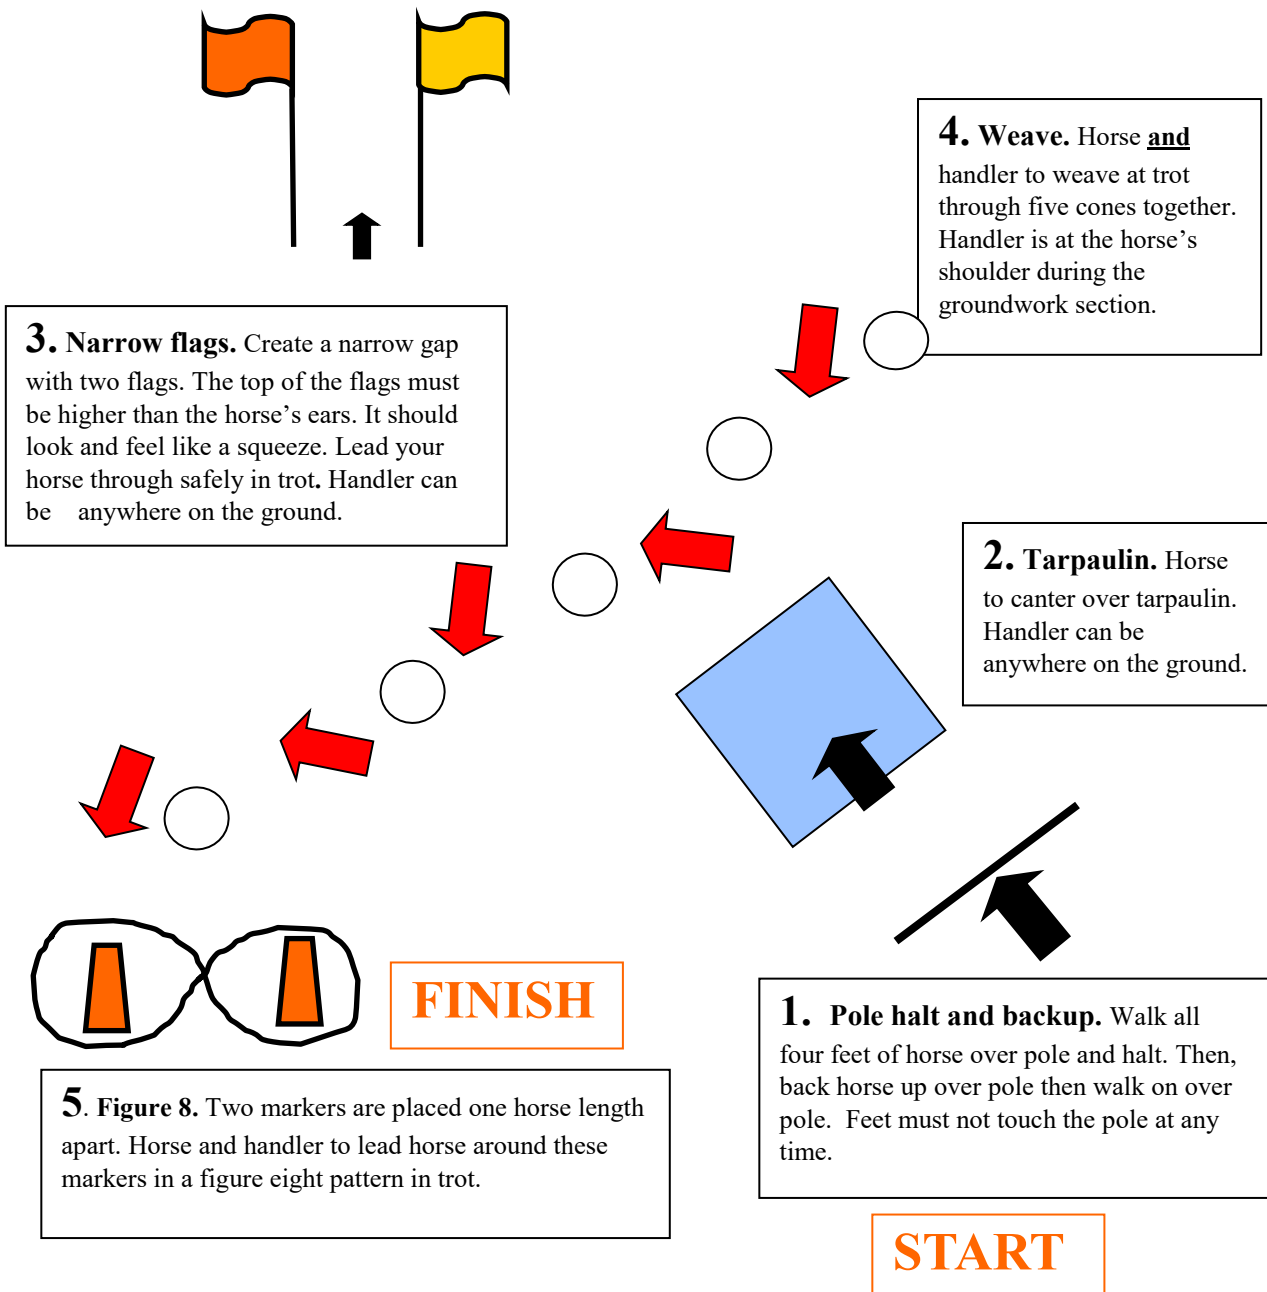 4. Weave. Horse and
handler to weave at trot
through five cones together.
Handler is at the horse’s
shoulder during the
groundwork section.
3. Narrow flags. Create a narrow gap
with two flags. The top of the flags must
be higher than the horse’s ears. It should
look and feel like a squeeze. Lead your
horse through safely in trot. Handler can
be anywhere on the ground.
2. Tarpaulin. Horse
to canter over tarpaulin.
Handler can be
anywhere on the ground.
FINISH
1. Pole halt and backup. Walk all
four feet of horse over pole and halt. Then,
back horse up over pole then walk on over
pole. Feet must not touch the pole at any
time.
5. Figure 8. Two markers are placed one horse length
apart. Horse and handler to lead horse around these
markers in a figure eight pattern in trot.
START